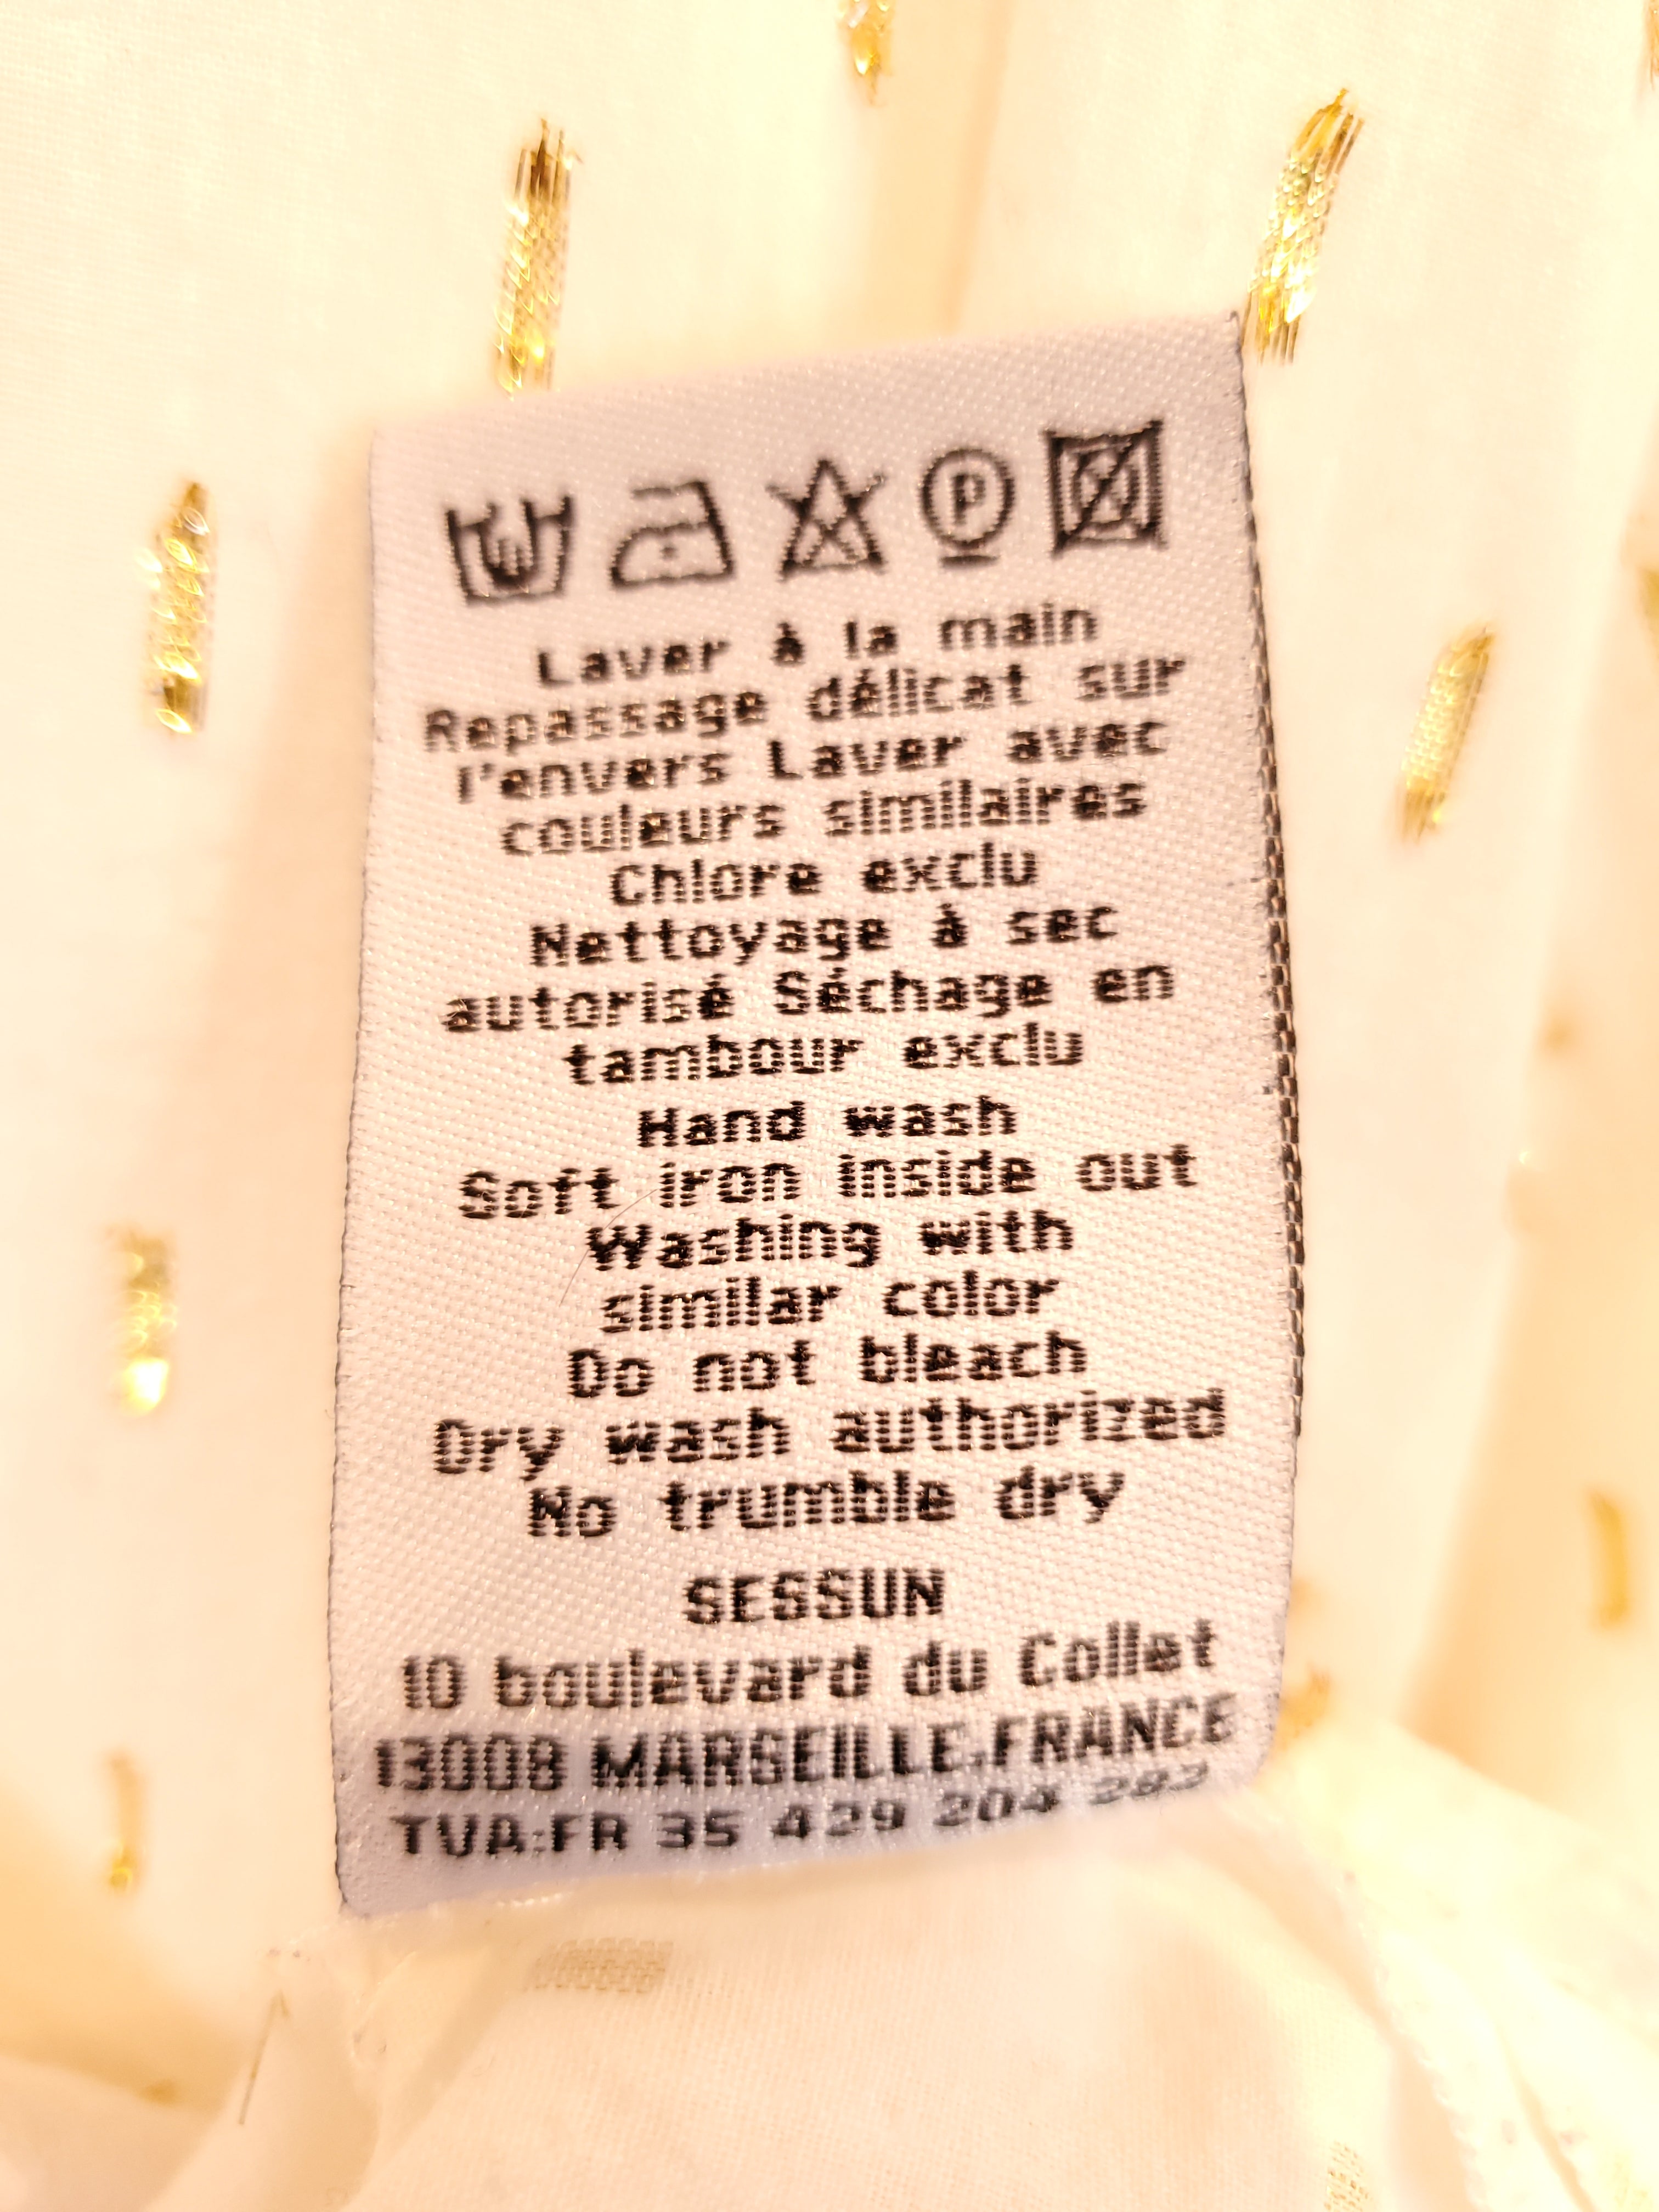 Laver à la main
Repassage délicat sur
l'envers Laver avec
couleurs similaires
Chlore exclu
Nettoyage à sec
autorisé Séchage en
tambour exclu
Hand wash
Soft iron inside out
Washing with
similar color
Do not bleach
Dry wash authorized
No trumble dry
SESSUN
10 boulevard du Collet
13008 MARSEILLE.FRANCE
TVA:FR 35 429 204